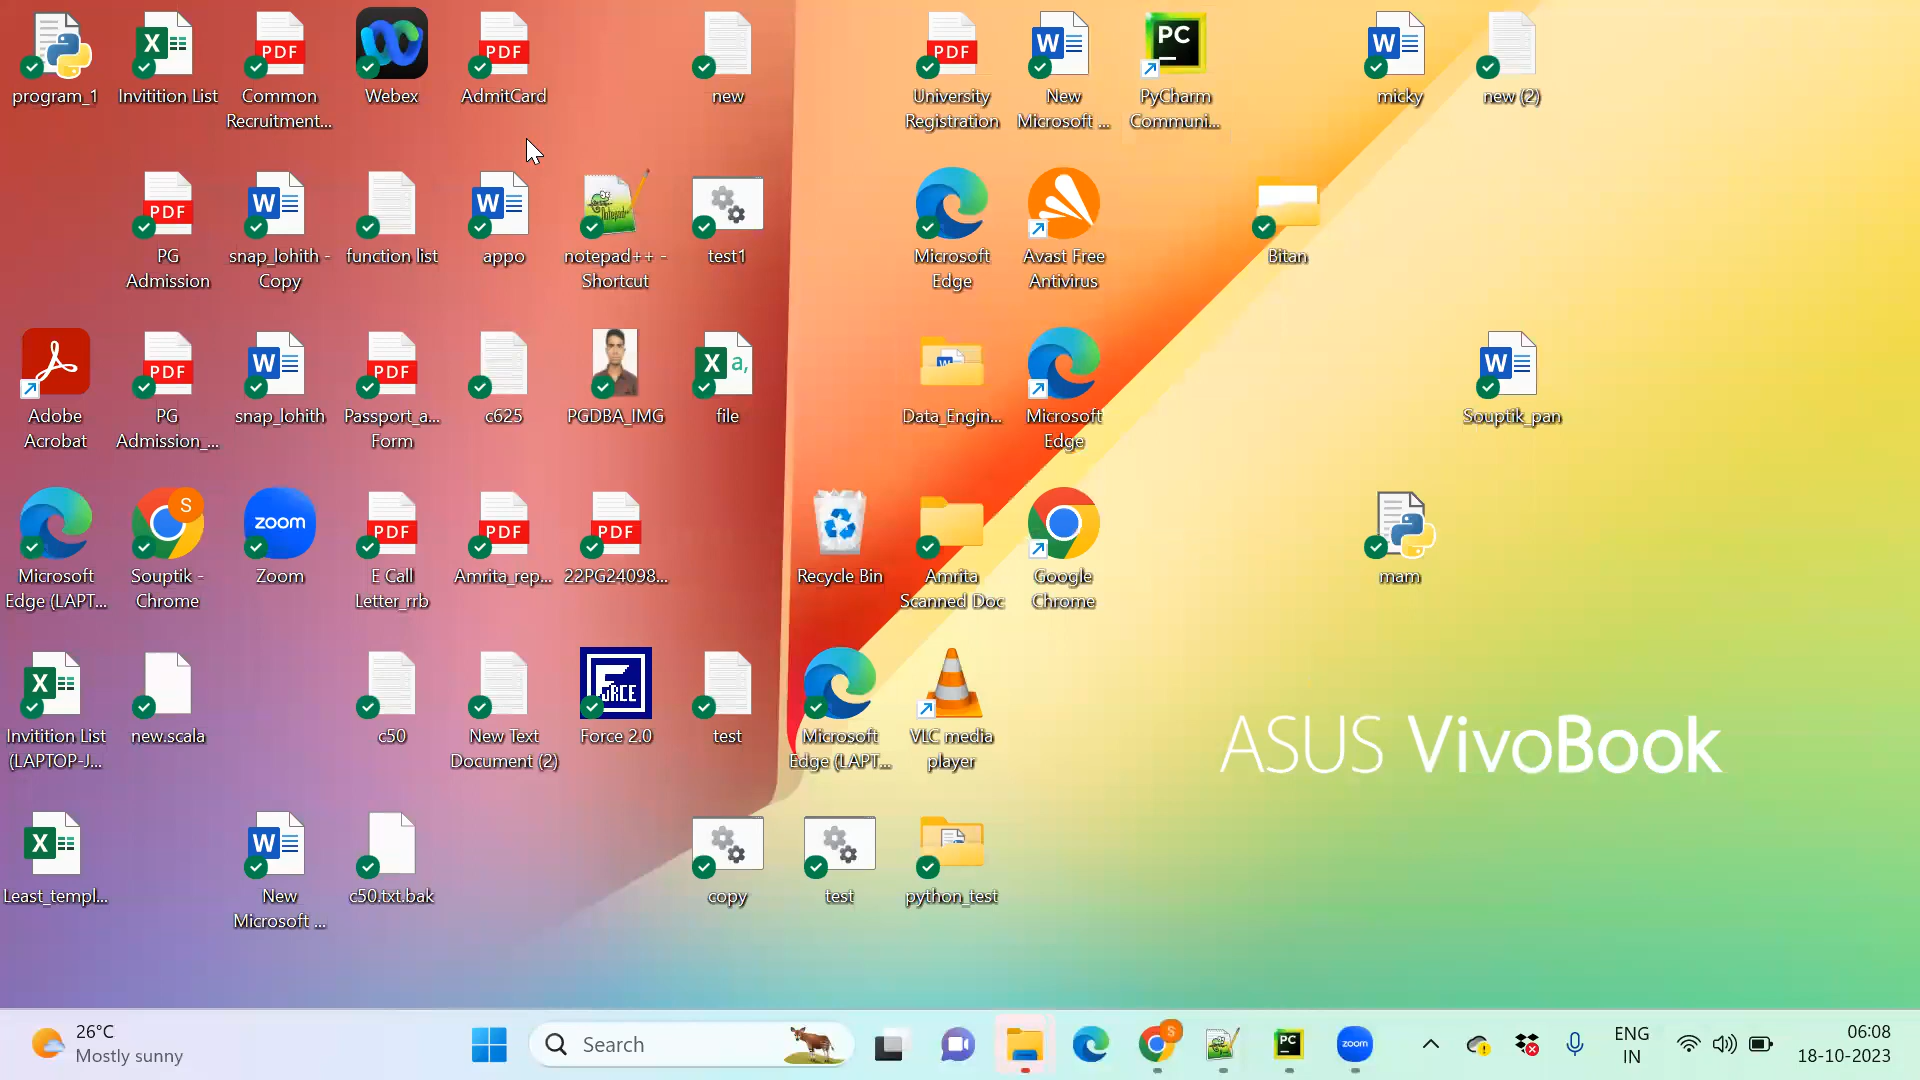 program_1
Invitition List
Common
Recruitment...
Webex
AdmitCard
new
University
Registration
New
Microsoft ...
PyCharm
Communi...
micky
new (2)
PG
Admission
snap_lohith -
Copy
function list
appo
notepad++ -
Shortcut
test1
Microsoft
Edge
Avast Free
Antivirus
Bitan
Adobe
Acrobat
PG
Admission_...
snap_lohith
Passport_a...
Form
c625
PGDBA_IMG
file
Data_Engin...
Microsoft
Edge
Souptik_pan
Microsoft
Edge (LAPT...
Souptik -
Chrome
zoom
Zoom
E Call
Letter_rrb
Amrita_rep...
22PG24098...
Recycle Bin
Amrita
Scanned Doc
Google
Chrome
mam
Invitition List
(LAPTOP-J...
new.scala
c50
New Text
Document (2)
Force 2.0
test
Microsoft
Edge (LAPT...
VLC media
player
ASUS VivoBook
Least_templ...
New
Microsoft ...
c50.txt.bak
copy
test
python_test
26°C
Mostly sunny
Search
zoom
ENG
IN
06:08
18-10-2023